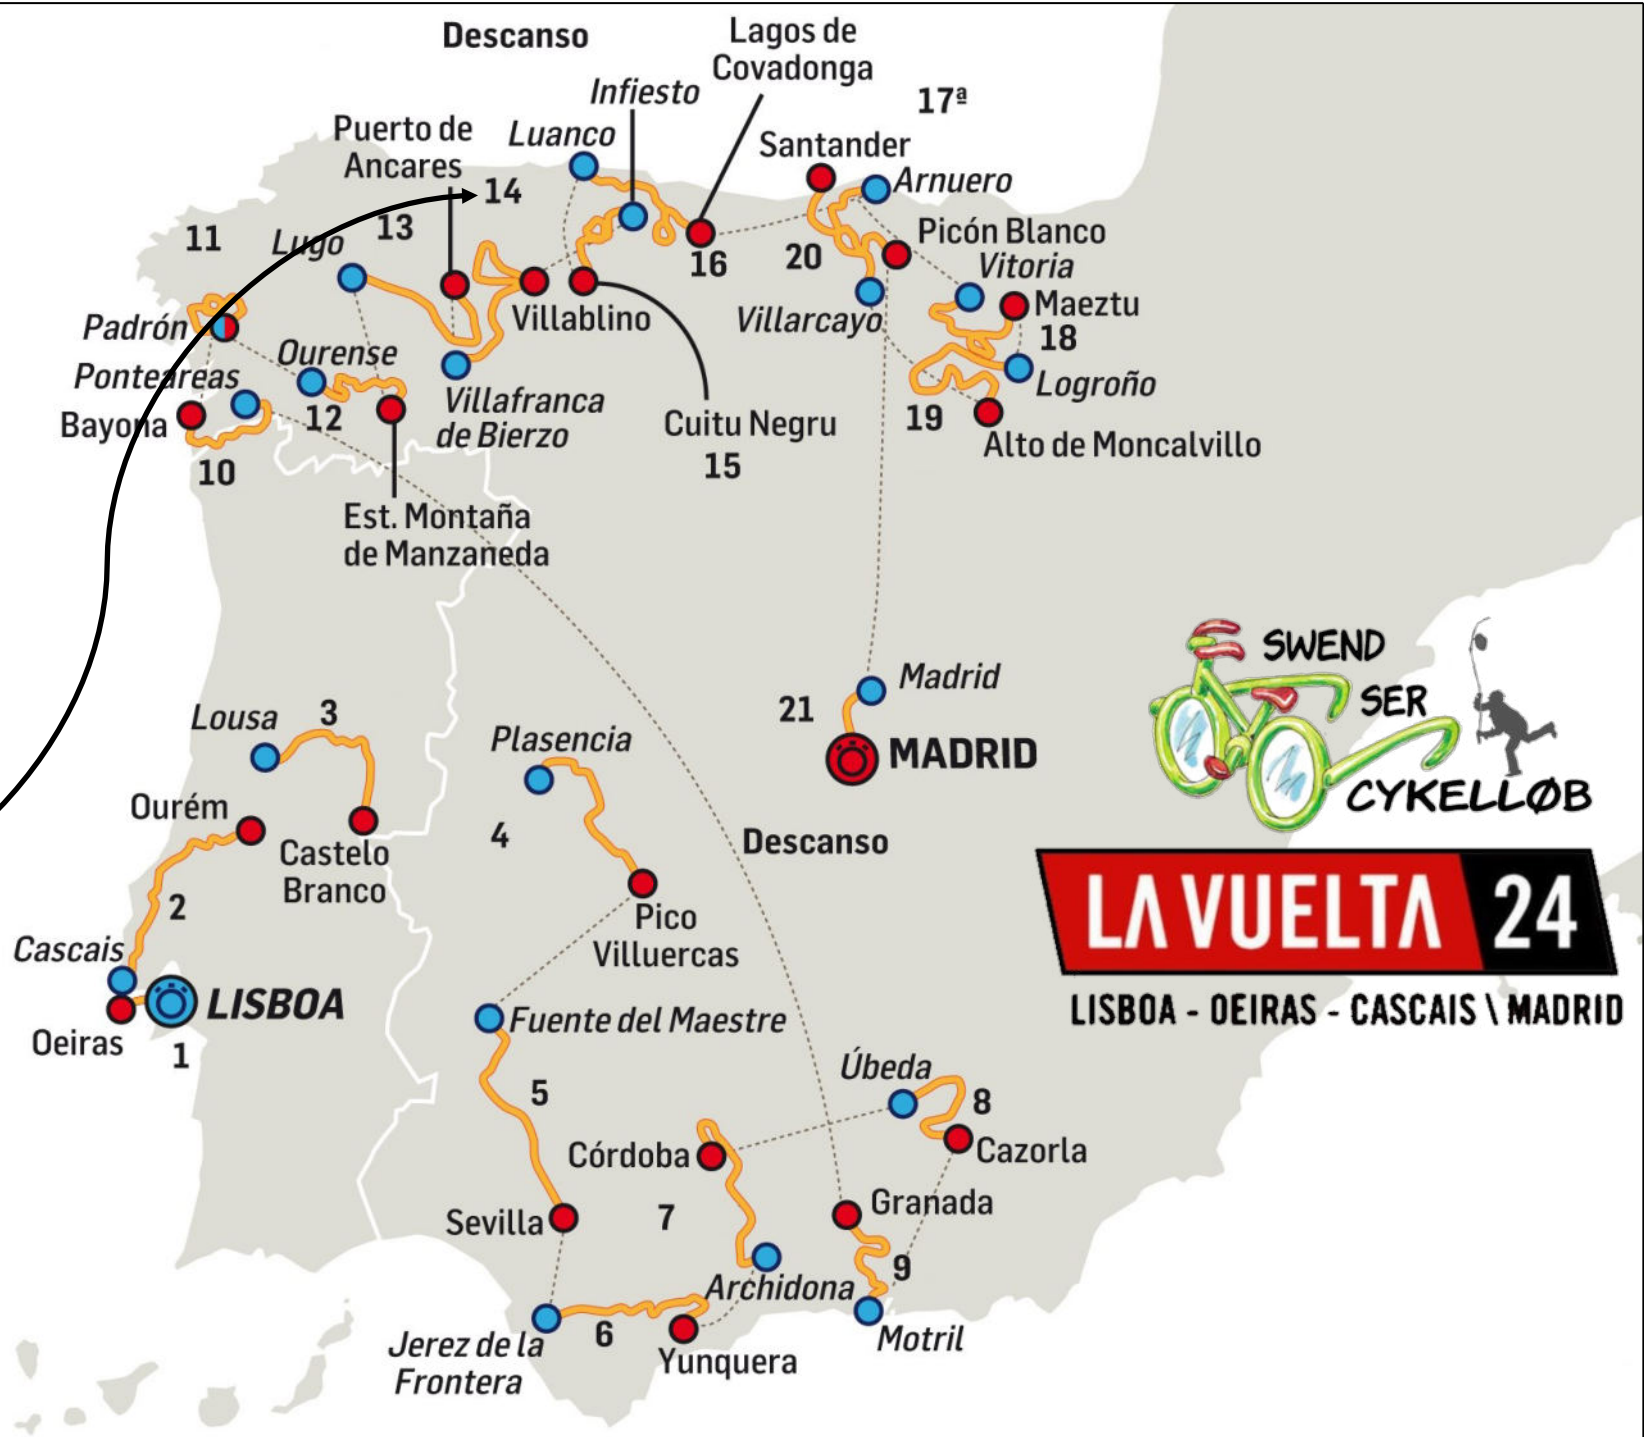 Descanso
Lagos de
Covadonga
Infiesto
17ª
Puerto de
Ancares
Luanco
Santander
Arnuero
14
13
11
Lugo
Picón Blanco
16
20
Vitoria
Maeztu
Villablino
Villarcayo
18
Padrón
Ourense
Ponteareas
Bayona
12
Villafranca
de Bierzo
Cuitu Negru
15
Logroño
19
Alto de Moncalvillo
10
Est. Montaña
de Manzaneda
SWEND
SER
CYKELLØB
Madrid
21
MADRID
Lousa
3
Plasencia
Ourém
4
Descanso
Castelo
Branco
2
Pico
Villuercas
LA VUELTA 24
LISBOA - OEIRAS - CASCAIS \ MADRID
Cascais
LISBOA
Oeiras
1
Fuente del Maestre
5
Úbeda
8
Córdoba
Cazorla
Sevilla
7
Granada
9
Archidona
Jerez de la
Frontera
6
Yunquera
Motril